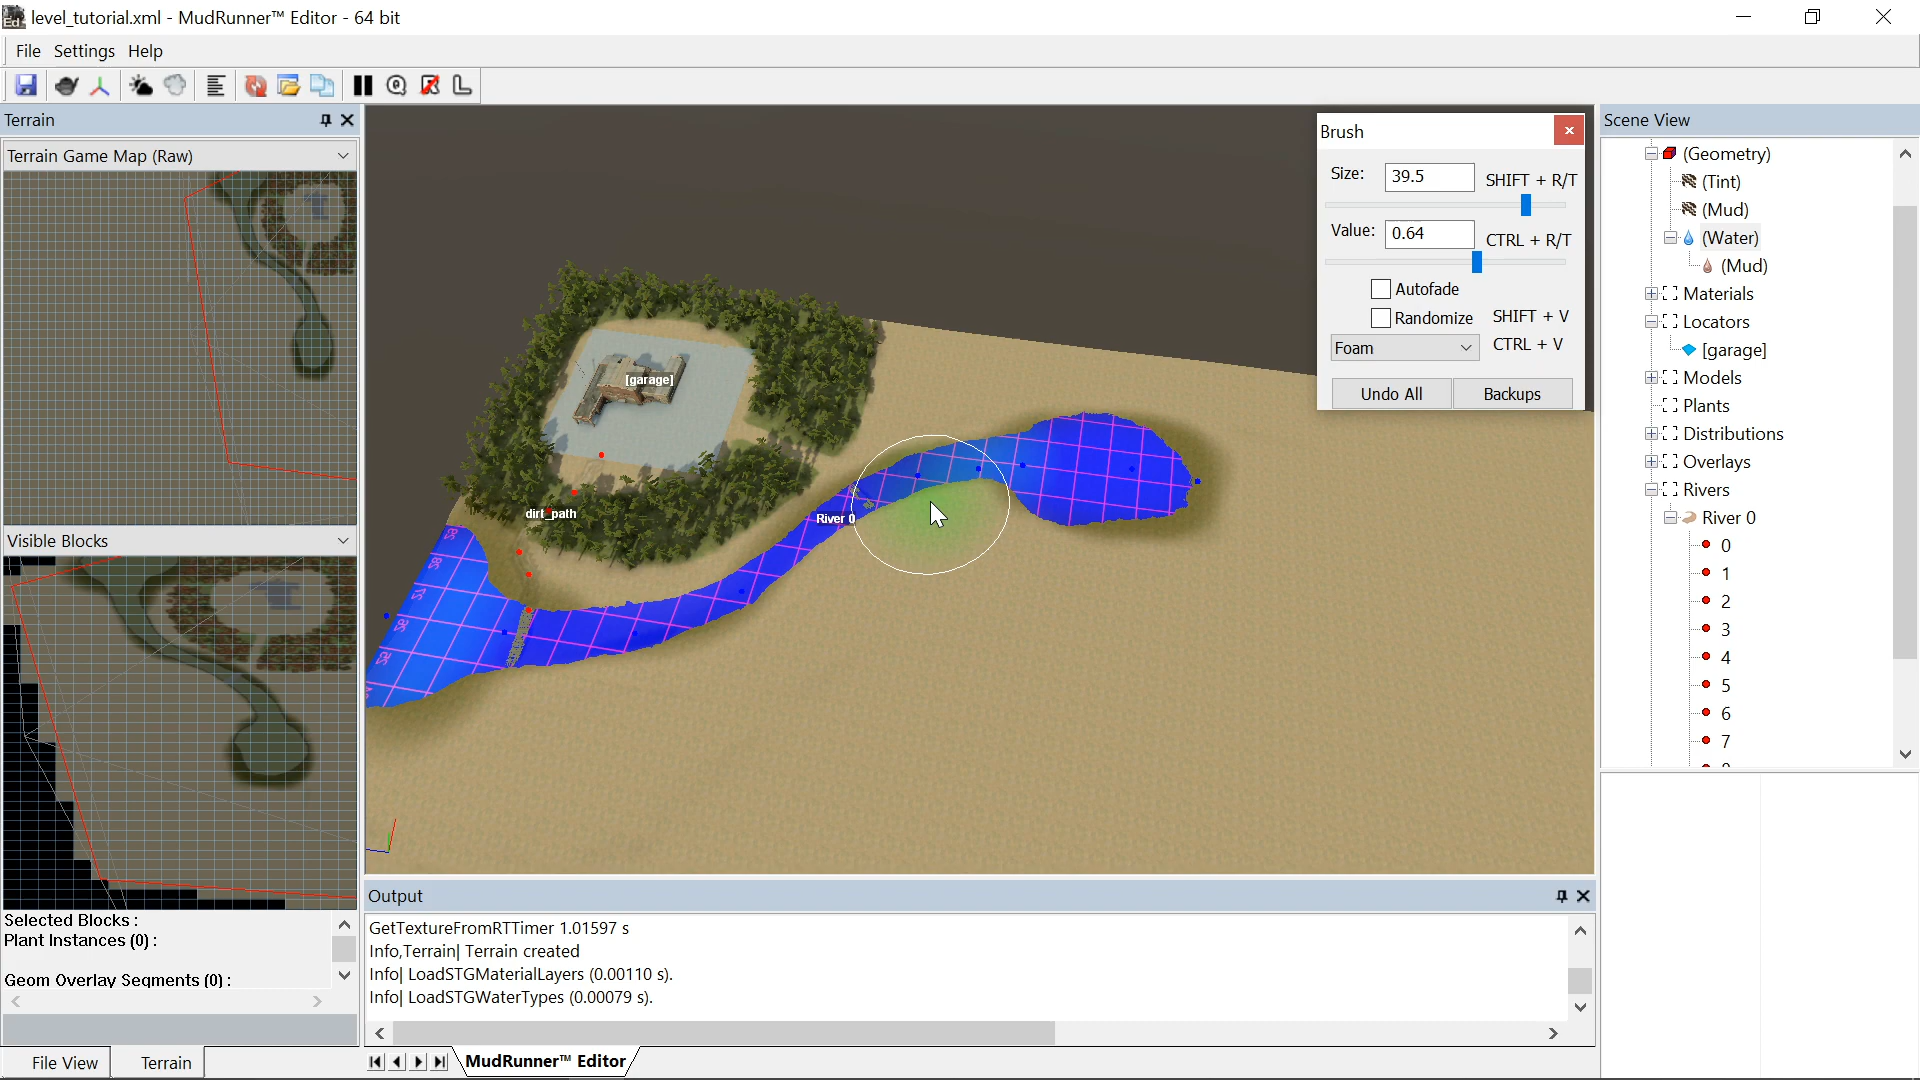 level_tutorial.xml - MudRunner™ Editor - 64 bit
File Settings Help
Terrain
Terrain Game Map (Raw)
Visible Blocks
Selected Blocks :
Plant Instances (0) :
Geom Overlay Segments (0) :
File View
Terrain
[garage]
dirt_path
River 0
Brush
Size: 39.5 SHIFT + R/T
Value: 0.64 CTRL + R/T
Autofade
Randomize SHIFT + V
Foam CTRL + V
Undo All Backups
Output
GetTextureFromRTTimer 1.01597 s
Info,Terrain| Terrain created
Info| LoadSTGMaterialLayers (0.00110 s).
Info| LoadSTGWaterTypes (0.00079 s).
MudRunner™ Editor
Scene View
(Geometry)
(Tint)
(Mud)
(Water)
(Mud)
Materials
Locators
[garage]
Models
Plants
Distributions
Overlays
Rivers
River 0
0
1
2
3
4
5
6
7